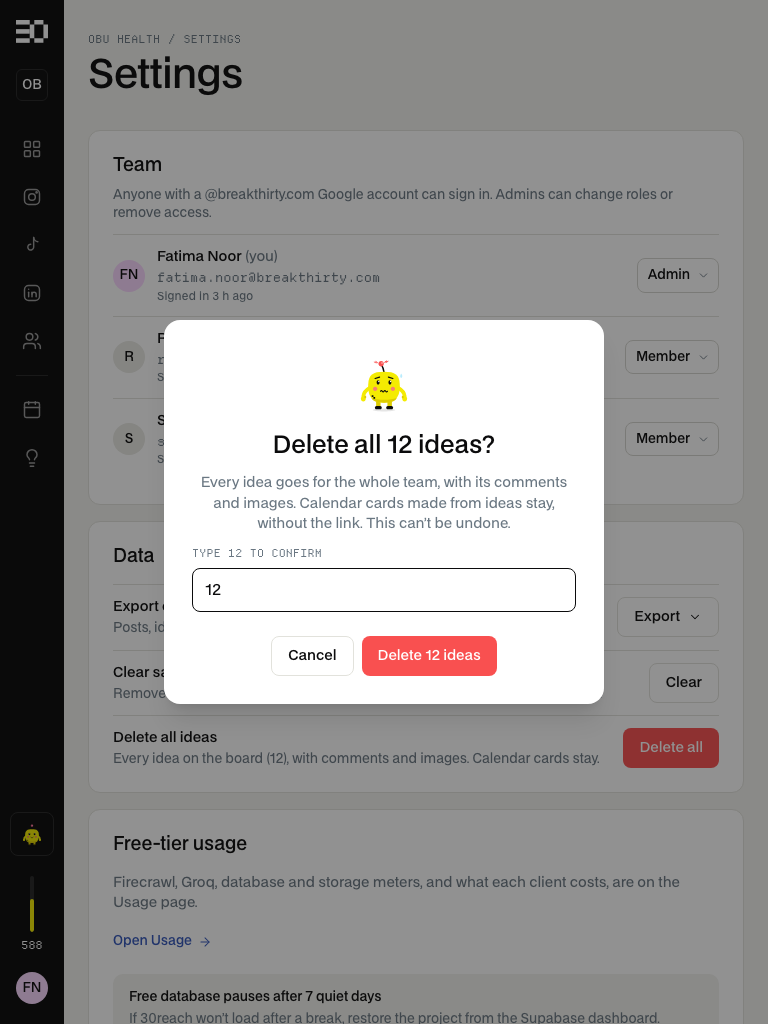 OB
OBU HEALTH / SETTINGS
Settings
Team
Anyone with a @breakthirty.com Google account can sign in. Admins can change roles or
remove access.
FN
Fatima Noor (you)
fatima.noor@breakthirty.com
Signed in 3 h ago
Admin
R
Member
S
Member
Delete all 12 ideas?
Every idea goes for the whole team, with its comments
and images. Calendar cards made from ideas stay,
without the link. This can't be undone.
TYPE 12 TO CONFIRM
12
Cancel
Delete 12 ideas
Data
Export
Posts,
Export
Clear
Remove
Clear
Delete all ideas
Every idea on the board (12), with comments and images. Calendar cards stay.
Delete all
Free-tier usage
Firecrawl, Groq, database and storage meters, and what each client costs, are on the
Usage page.
Open Usage →
Free database pauses after 7 quiet days
If 30reach won't load after a break, restore the project from the Supabase dashboard.
588
FN